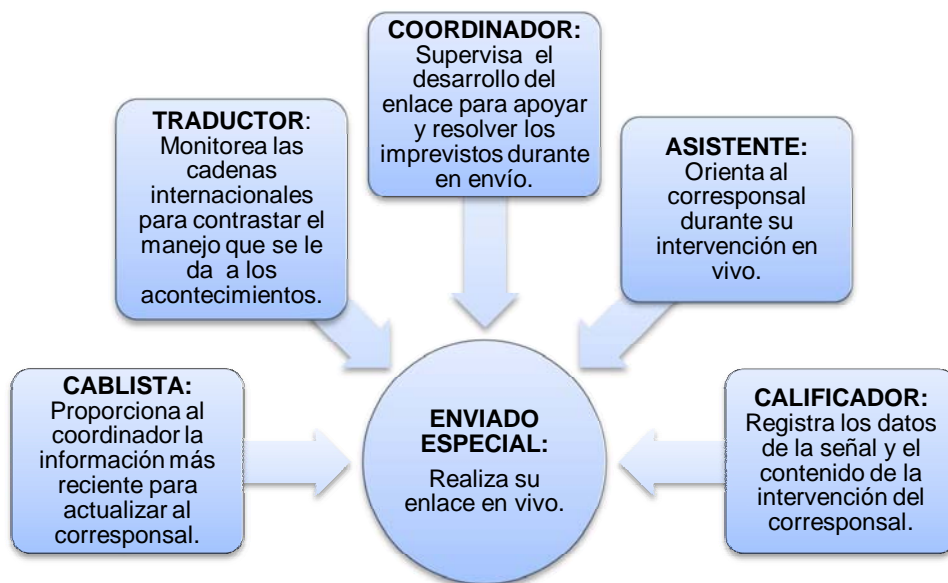 COORDINADOR:
Supervisa el
desarrollo del
enlace para apoyar
y resolver los
imprevistos durante
en envío.
TRADUCTOR:
Monitorea las
cadenas
internacionales
para contrastar el
manejo que se le
da a los
acontecimientos.
ASISTENTE:
Orienta al
corresponsal
durante su
intervención en
vivo.
CABLISTA:
Proporciona al
coordinador la
información más
reciente para
actualizar al
corresponsal.
ENVIADO
ESPECIAL:
Realiza su
enlace en vivo.
CALIFICADOR:
Registra los datos
de la señal y el
contenido de la
intervención del
corresponsal.